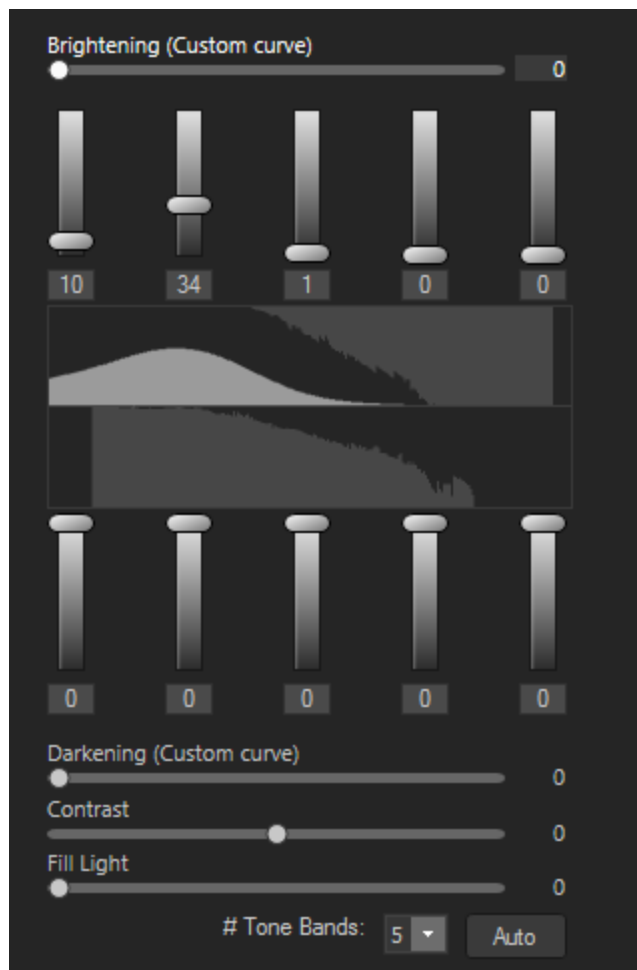 Brightening (Custom curve)
0
10 34 1 0 0
0 0 0 0 0
Darkening (Custom curve)
0
Contrast
0
Fill Light
0
# Tone Bands: 5 Auto